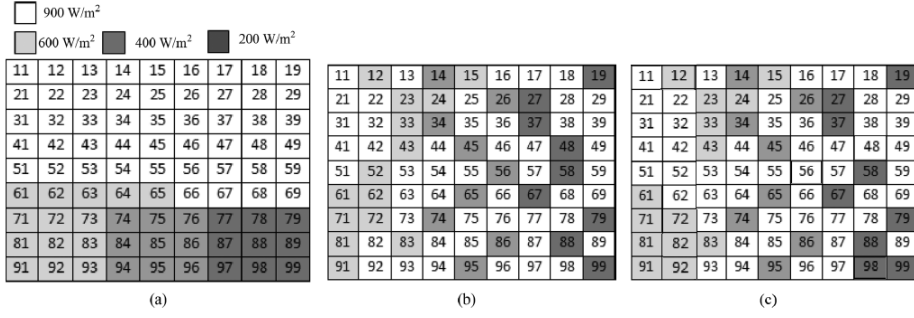 900 W/m²
600 W/m² 400 W/m² 200 W/m²
11 12 13 14 15 16 17 18 19
21 22 23 24 25 26 27 28 29
31 32 33 34 35 36 37 38 39
41 42 43 44 45 46 47 48 49
51 52 53 54 55 56 57 58 59
61 62 63 64 65 66 67 68 69
71 72 73 74 75 76 77 78 79
81 82 83 84 85 86 87 88 89
91 92 93 94 95 96 97 98 99
(a)
11 12 13 14 15 16 17 18 19
21 22 23 24 25 26 27 28 29
31 32 33 34 35 36 37 38 39
41 42 43 44 45 46 47 48 49
51 52 53 54 55 56 57 58 59
61 62 63 64 65 66 67 68 69
71 72 73 74 75 76 77 78 79
81 82 83 84 85 86 87 88 89
91 92 93 94 95 96 97 98 99
(b)
11 12 13 14 15 16 17 18 19
21 22 23 24 25 26 27 28 29
31 32 33 34 35 36 37 38 39
41 42 43 44 45 46 47 48 49
51 52 53 54 55 56 57 58 59
61 62 63 64 65 66 67 68 69
71 72 73 74 75 76 77 78 79
81 82 83 84 85 86 87 88 89
91 92 93 94 95 96 97 98 99
(c)